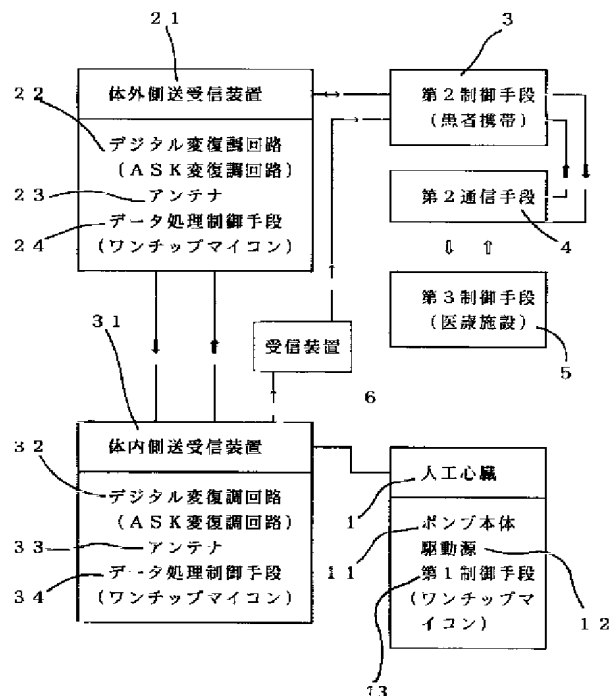 ２１
３
２２
体外側送受信装置
第２制御手段
（患者携帯）
デジタル変復調回路
（ＡＳＫ変復調回路）
２３
アンテナ
第２通信手段
２４
データ処理制御手段
（ワンチップマイコン）
４
第３制御手段
（医療施設）
３１
受信装置
５
６
３２
体内側送受信装置
人工心臓
デジタル変復調回路
（ＡＳＫ変復調回路）
１
ポンプ本体
３３
アンテナ
駆動源
３４
データ処理制御手段
１１
第１制御手段
（ワンチップマイコン）
（ワンチップマ
イコン）
１２
１３